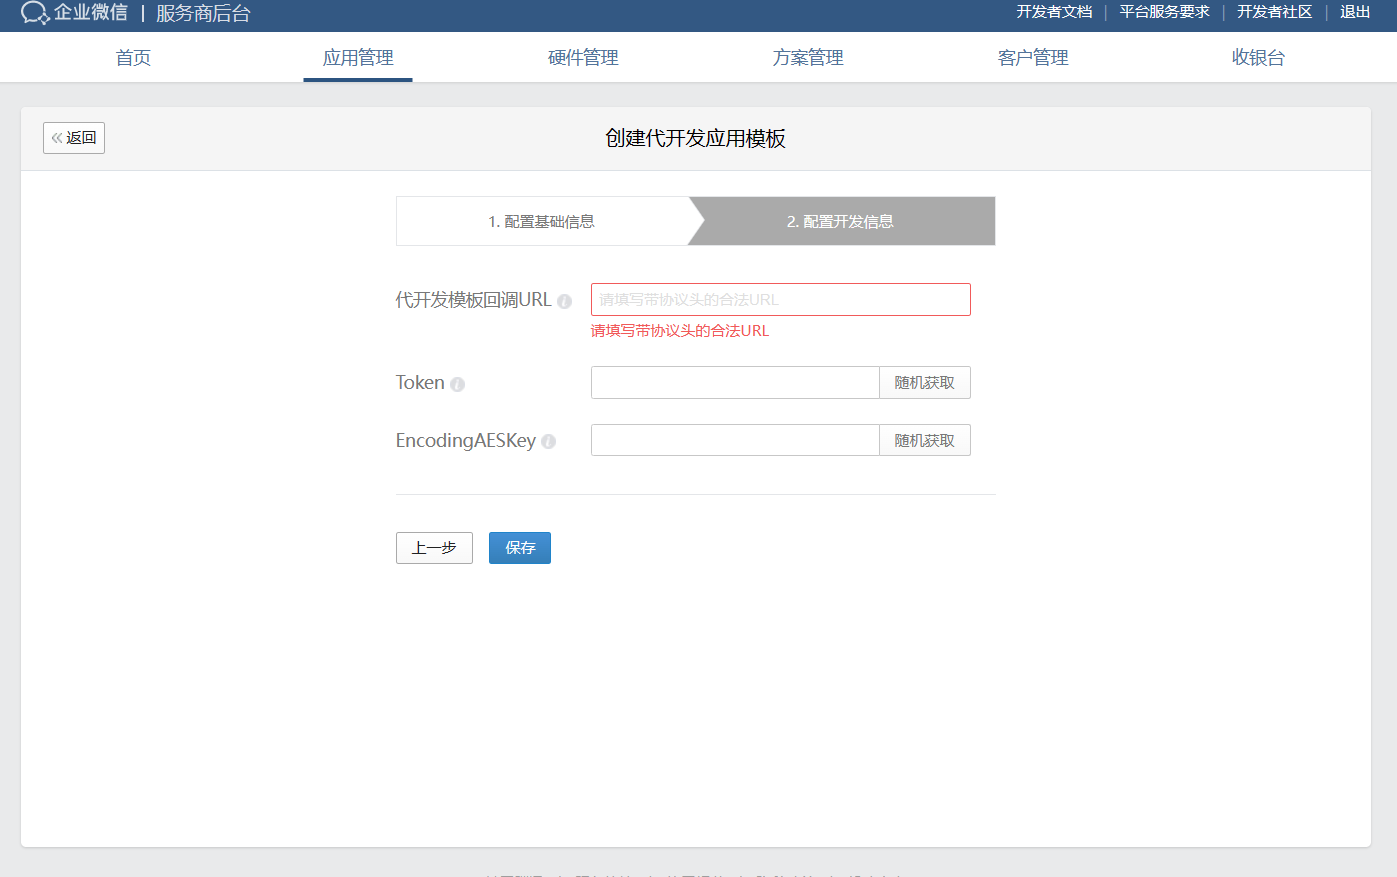 企业微信 | 服务商后台
开发者文档 | 平台服务要求 | 开发者社区 | 退出
首页 应用管理 硬件管理 方案管理 客户管理 收银台
« 返回
创建代开发应用模板
1. 配置基础信息 2. 配置开发信息
代开发模板回调URL 请填写带协议头的合法URL
请填写带协议头的合法URL
Token 随机获取
EncodingAESKey 随机获取
上一步 保存